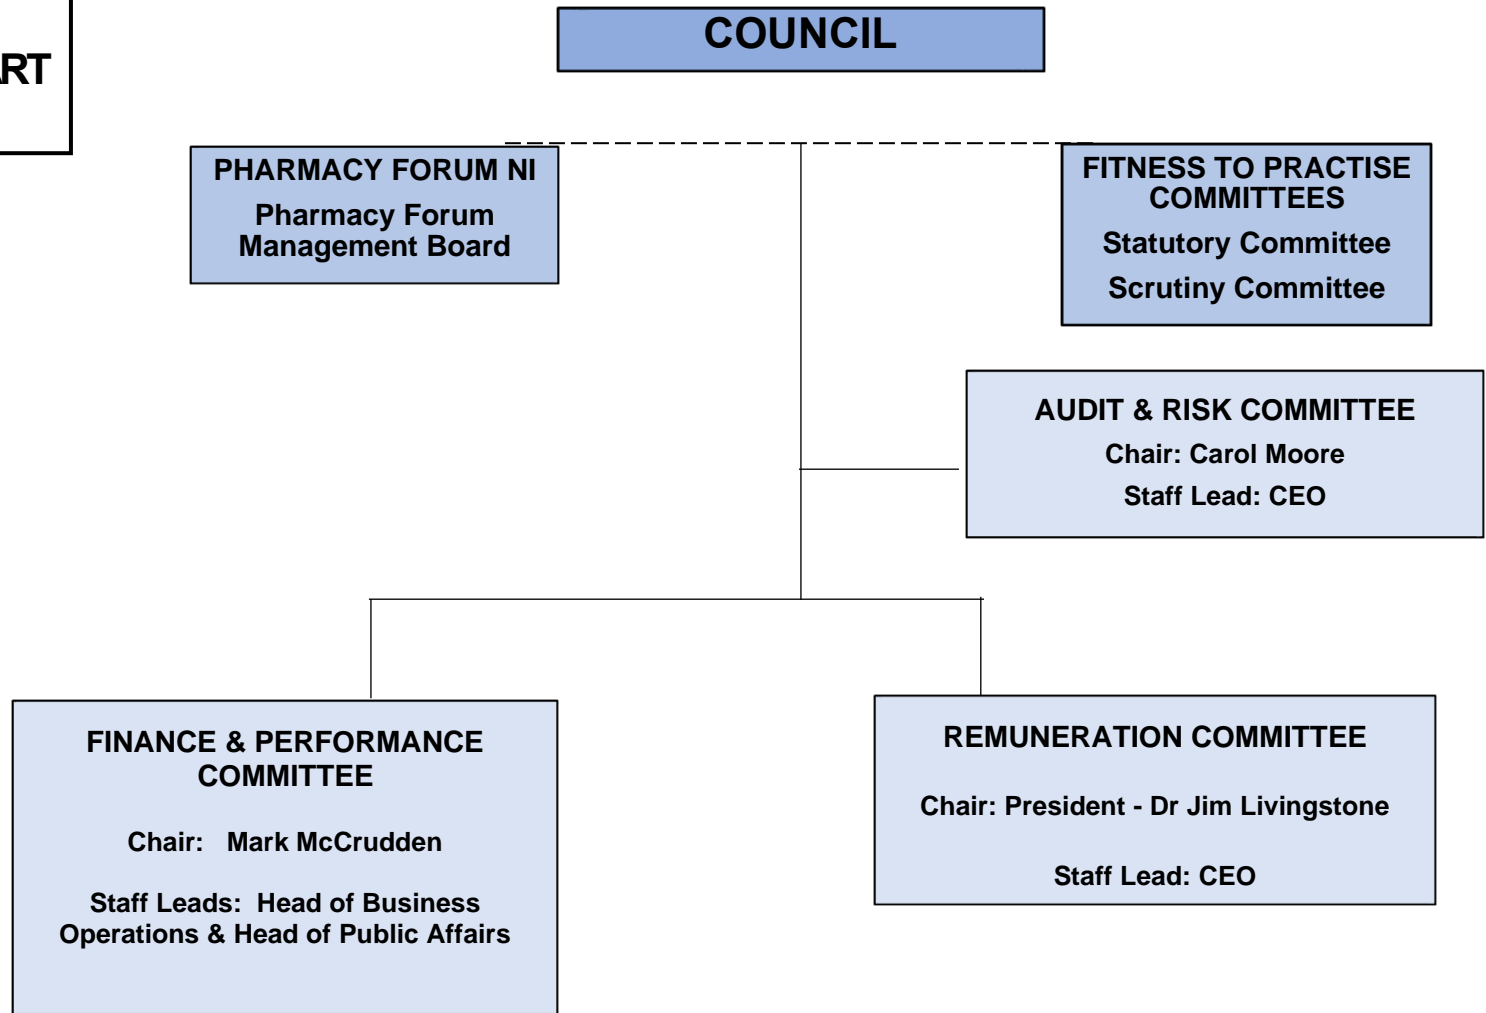 COUNCIL
PHARMACY FORUM NI
Pharmacy Forum
Management Board
FITNESS TO PRACTISE
COMMITTEES
Statutory Committee
Scrutiny Committee
AUDIT & RISK COMMITTEE
Chair: Carol Moore
Staff Lead: CEO
FINANCE & PERFORMANCE
COMMITTEE
Chair: Mark McCrudden
Staff Leads: Head of Business
Operations & Head of Public Affairs
REMUNERATION COMMITTEE
Chair: President - Dr Jim Livingstone
Staff Lead: CEO